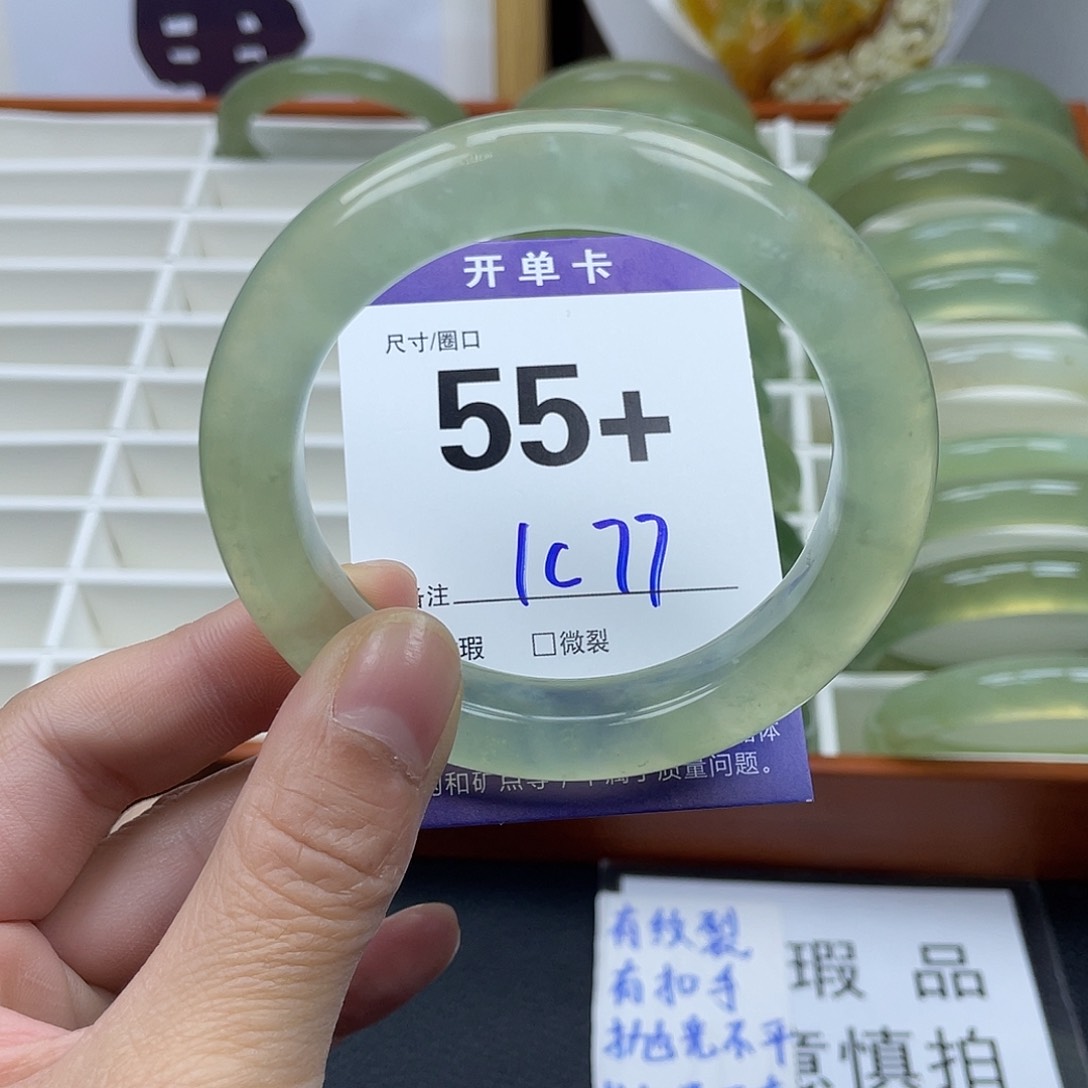 开单卡
尺寸/圈口
55+
备注 1C77
瑕 □微裂
体
和矿点等，不属于质量问题。
有纹裂
有扣手
抛光不平
瑕品
慎拍